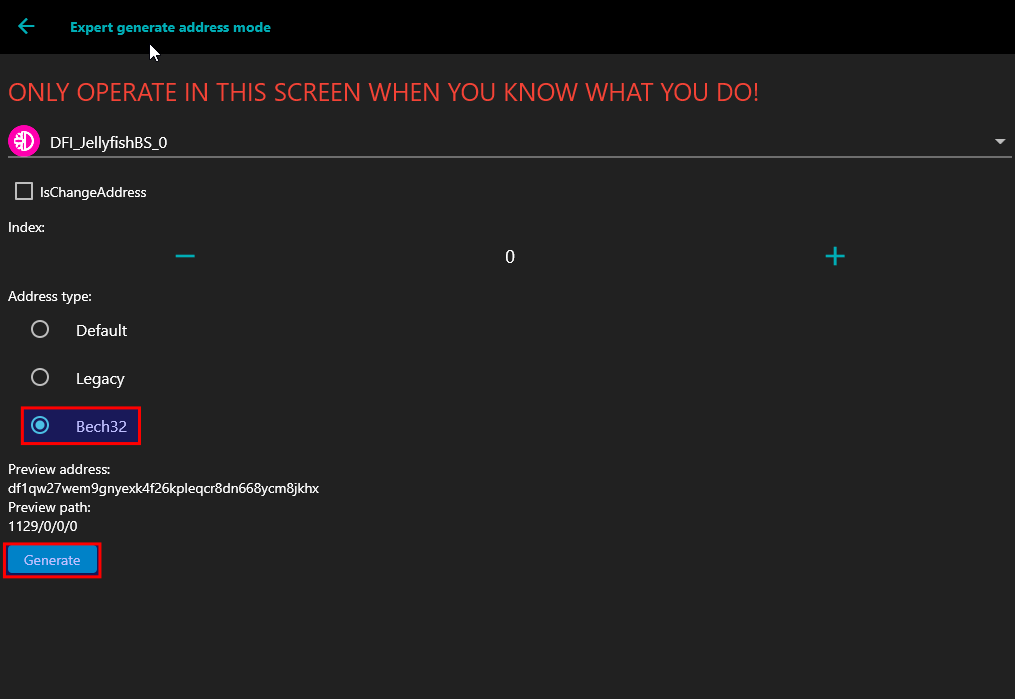 Expert generate address mode
ONLY OPERATE IN THIS SCREEN WHEN YOU KNOW WHAT YOU DO!
DFI_JellyfishBS_0
IsChangeAddress
Index:
0
Address type:
Default
Legacy
Bech32
Preview address:
df1qw27wem9gnyexk4f26kpleqcr8dn668ycm8jkhx
Preview path:
1129/0/0/0
Generate